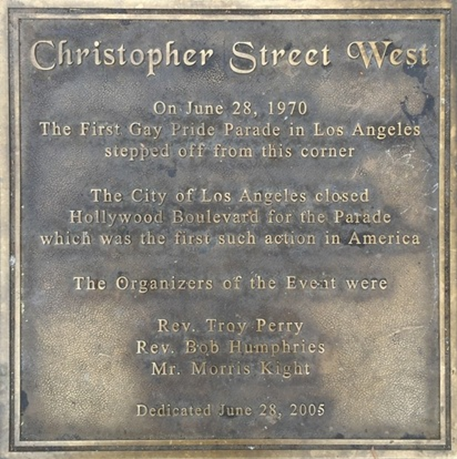 Christopher Street West
On June 28, 1970
The First Gay Pride Parade in Los Angeles
stepped off from this corner
The City of Los Angeles closed
Hollywood Boulevard for the Parade
which was the first such action in America
The Organizers of the Event were
Rev. Troy Perry
Rev. Bob Humphries
Mr. Morris Kight
Dedicated June 28, 2005